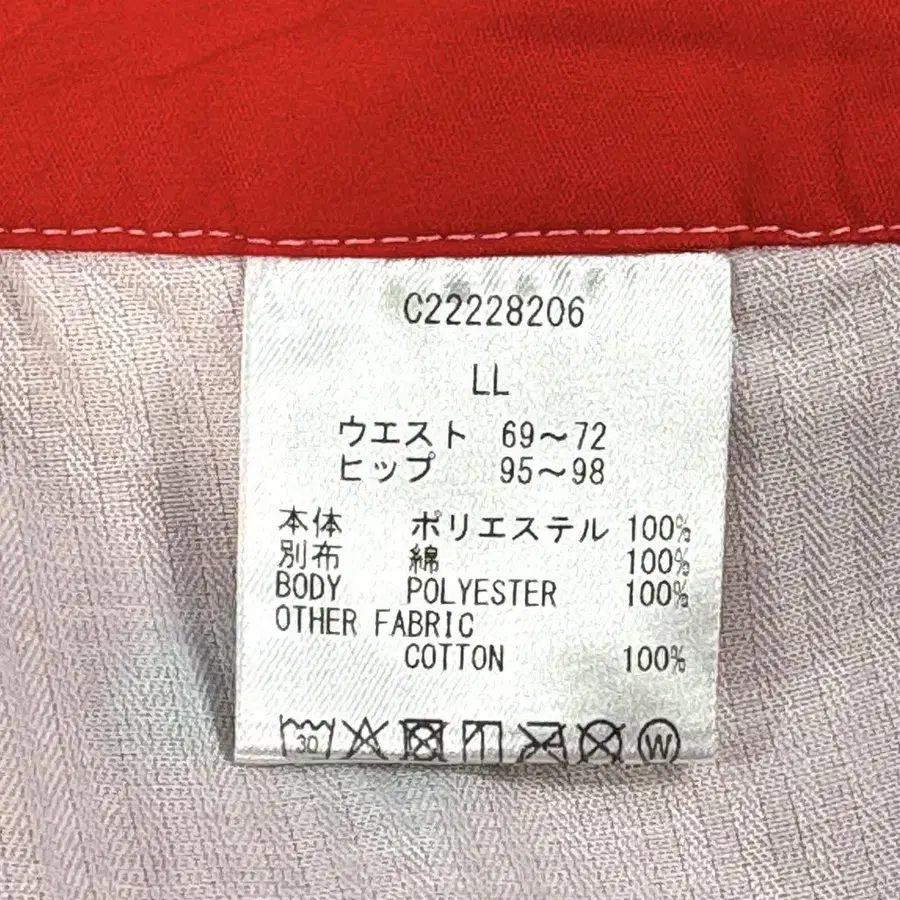 C22228206
LL
ウエスト 69～72
ヒップ 95～98
本体 ポリエステル 100%
別布 綿 100%
BODY POLYESTER 100%
OTHER FABRIC
COTTON 100%
30
W